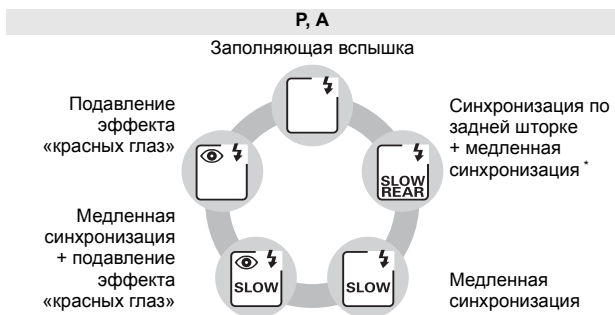 P, A
Заполняющая вспышка
Подавление
эффекта
«красных глаз»
Синхронизация по
задней шторке
+ медленная
синхронизация *
SLOW
REAR
Медленная
синхронизация
+ подавление
эффекта
«красных глаз»
SLOW
SLOW
Медленная
синхронизация